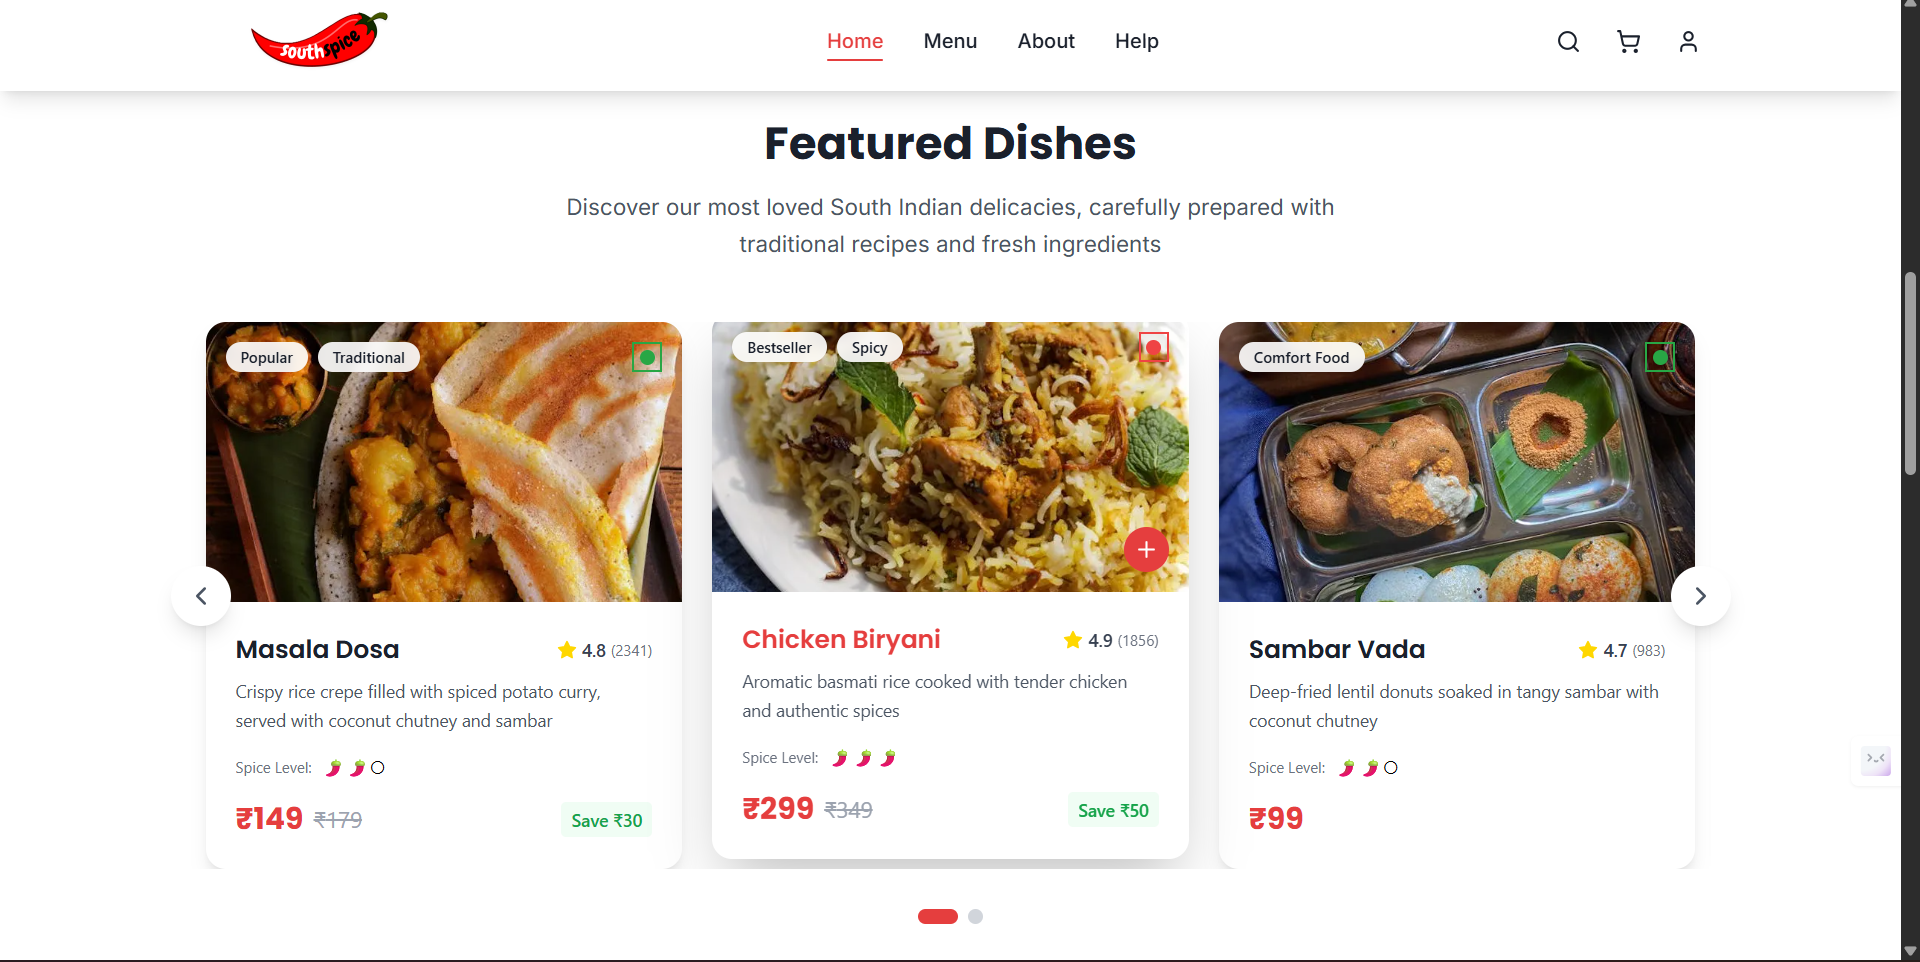 southspice
Home Menu About Help
Featured Dishes
Discover our most loved South Indian delicacies, carefully prepared with
traditional recipes and fresh ingredients
Popular Traditional
Masala Dosa 4.8 (2341)
Crispy rice crepe filled with spiced potato curry,
served with coconut chutney and sambar
Spice Level:
₹149 ₹179 Save ₹30
Bestseller Spicy
Chicken Biryani 4.9 (1856)
Aromatic basmati rice cooked with tender chicken
and authentic spices
Spice Level:
₹299 ₹349 Save ₹50
Comfort Food
Sambar Vada 4.7 (983)
Deep-fried lentil donuts soaked in tangy sambar with
coconut chutney
Spice Level:
₹99